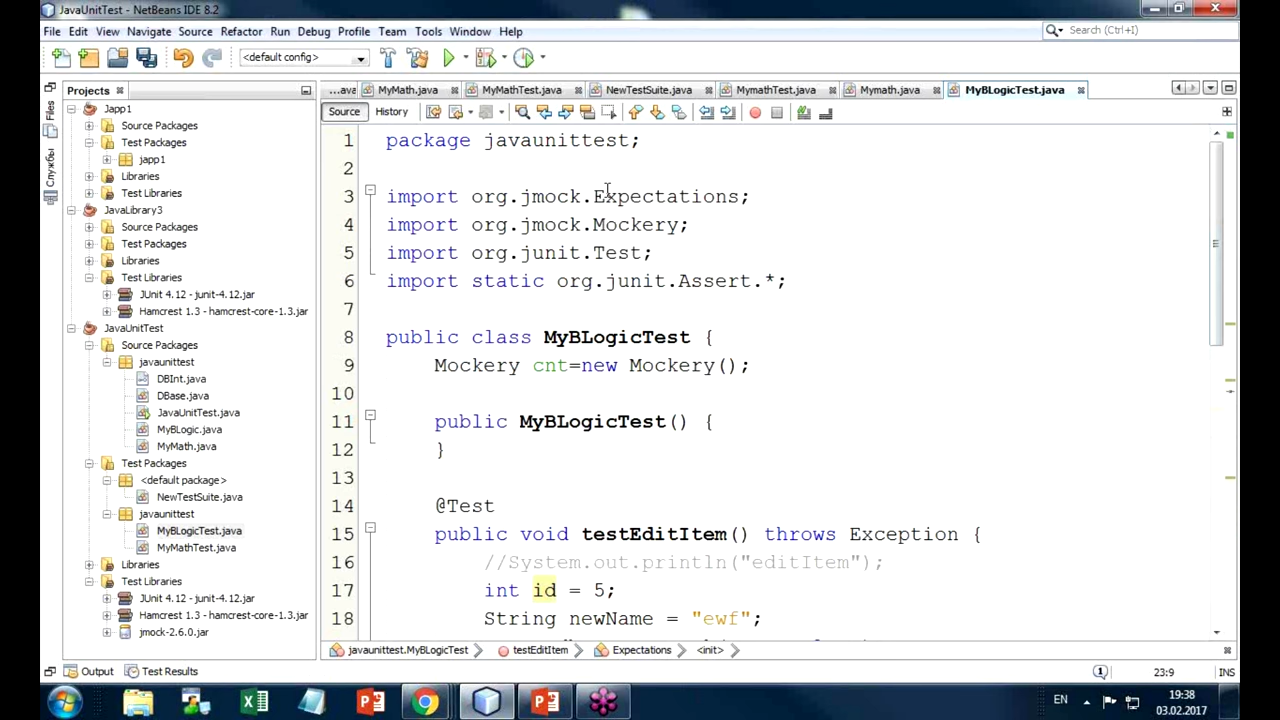 JavaUnitTest - NetBeans IDE 8.2
File Edit View Navigate Source Refactor Run Debug Profile Team Tools Window Help
Search (Ctrl+I)
<default config>
Projects
...ava MyMath.java MyMathTest.java NewTestSuite.java MymathTest.java Mymath.java MyBLogicTest.java
Source History
Files
Службы
Japp1
Source Packages
Test Packages
japp1
Libraries
Test Libraries
JavaLibrary3
Source Packages
Test Packages
Libraries
Test Libraries
JUnit 4.12 - junit-4.12.jar
Hamcrest 1.3 - hamcrest-core-1.3.jar
JavaUnitTest
Source Packages
javaunittest
DBInt.java
DBase.java
JavaUnitTest.java
MyBLogic.java
MyMath.java
Test Packages
<default package>
NewTestSuite.java
javaunittest
MyBLogicTest.java
MyMathTest.java
Libraries
Test Libraries
JUnit 4.12 - junit-4.12.jar
Hamcrest 1.3 - hamcrest-core-1.3.jar
jmock-2.6.0.jar
1 package javaunittest;
2
3 import org.jmock.Expectations;
4 import org.jmock.Mockery;
5 import org.junit.Test;
6 import static org.junit.Assert.*;
7
8 public class MyBLogicTest {
9 Mockery cnt=new Mockery();
10
11 public MyBLogicTest() {
12 }
13
14 @Test
15 public void testEditItem() throws Exception {
16 //System.out.println("editItem");
17 int id = 5;
18 String newName = "ewf";
javaunittest.MyBLogicTest testEditItem Expectations <init>
Output Test Results
1 23:9 INS
EN
19:38
03.02.2017